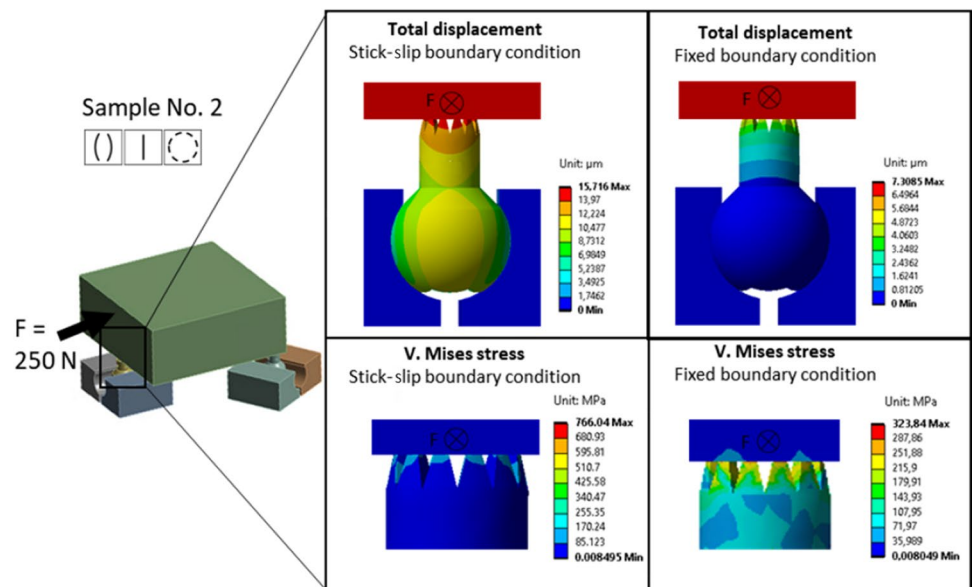 Sample No. 2
F =
250 N
Total displacement
Stick-slip boundary condition
F
Unit: µm
15,716 Max
13,97
12,224
10,477
8,7312
6,9849
5,2387
3,4925
1,7462
0 Min
Total displacement
Fixed boundary condition
F
Unit: µm
7.3085 Max
6.4964
5.6844
4.8723
4.0603
3,2482
2.4362
1.6241
0.81205
0 Min
V. Mises stress
Stick-slip boundary condition
Unit: MPa
F
766.04 Max
680.93
595.81
510.7
425.58
340.47
255.35
170.24
85.123
0.008495 Min
V. Mises stress
Fixed boundary condition
Unit: MPa
F
323,84 Max
287,86
251,88
215,9
179,91
143,93
107,95
71,97
35,989
0,008049 Min